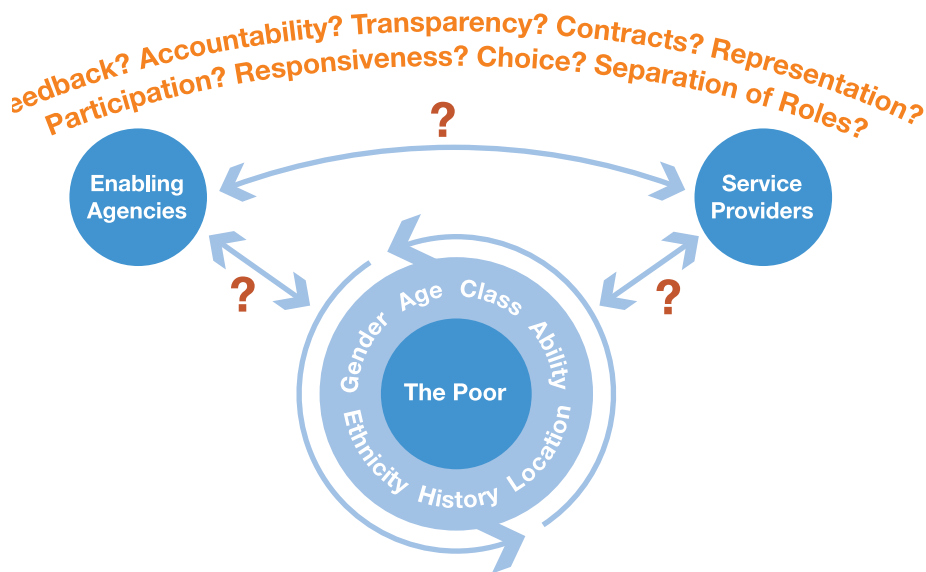 eedback? Accountability? Transparency? Contracts? Representation?
Participation? Responsiveness? Choice? Separation of Roles?
?
Enabling
Agencies
Service
Providers
?
?
Gender Age Class Ability
The Poor
Ethnicity History Location